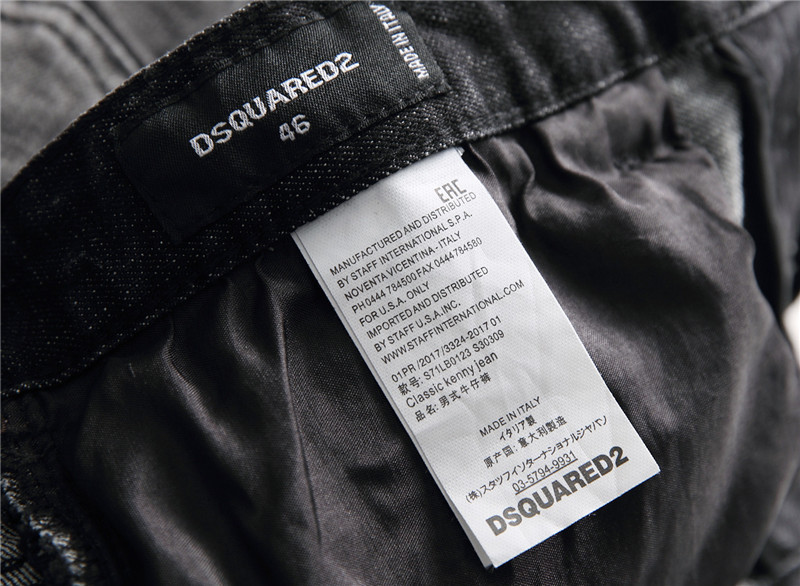 DSQUARED2
46
MADE IN ITALY
EAC
MANUFACTURED AND DISTRIBUTED
BY STAFF INTERNATIONAL S.P.A.
NOVENTA VICENTINA - ITALY
PH 0444 784500 FAX 0444784580
FOR U.S.A. ONLY
IMPORTED AND DISTRIBUTED
BY STAFF U.S.A. INC.
WWW.STAFFINTERNATIONAL.COM
01PR / 2017 / 3324-2017 01
款号: S71LB0123 S30309
Classic kenny jean
品名: 男式牛仔裤
MADE IN ITALY
イタリア製
原产国: 意大利製造
(株)スタッフインターナショナルジャパン
03-5794-9931
DSQUARED2